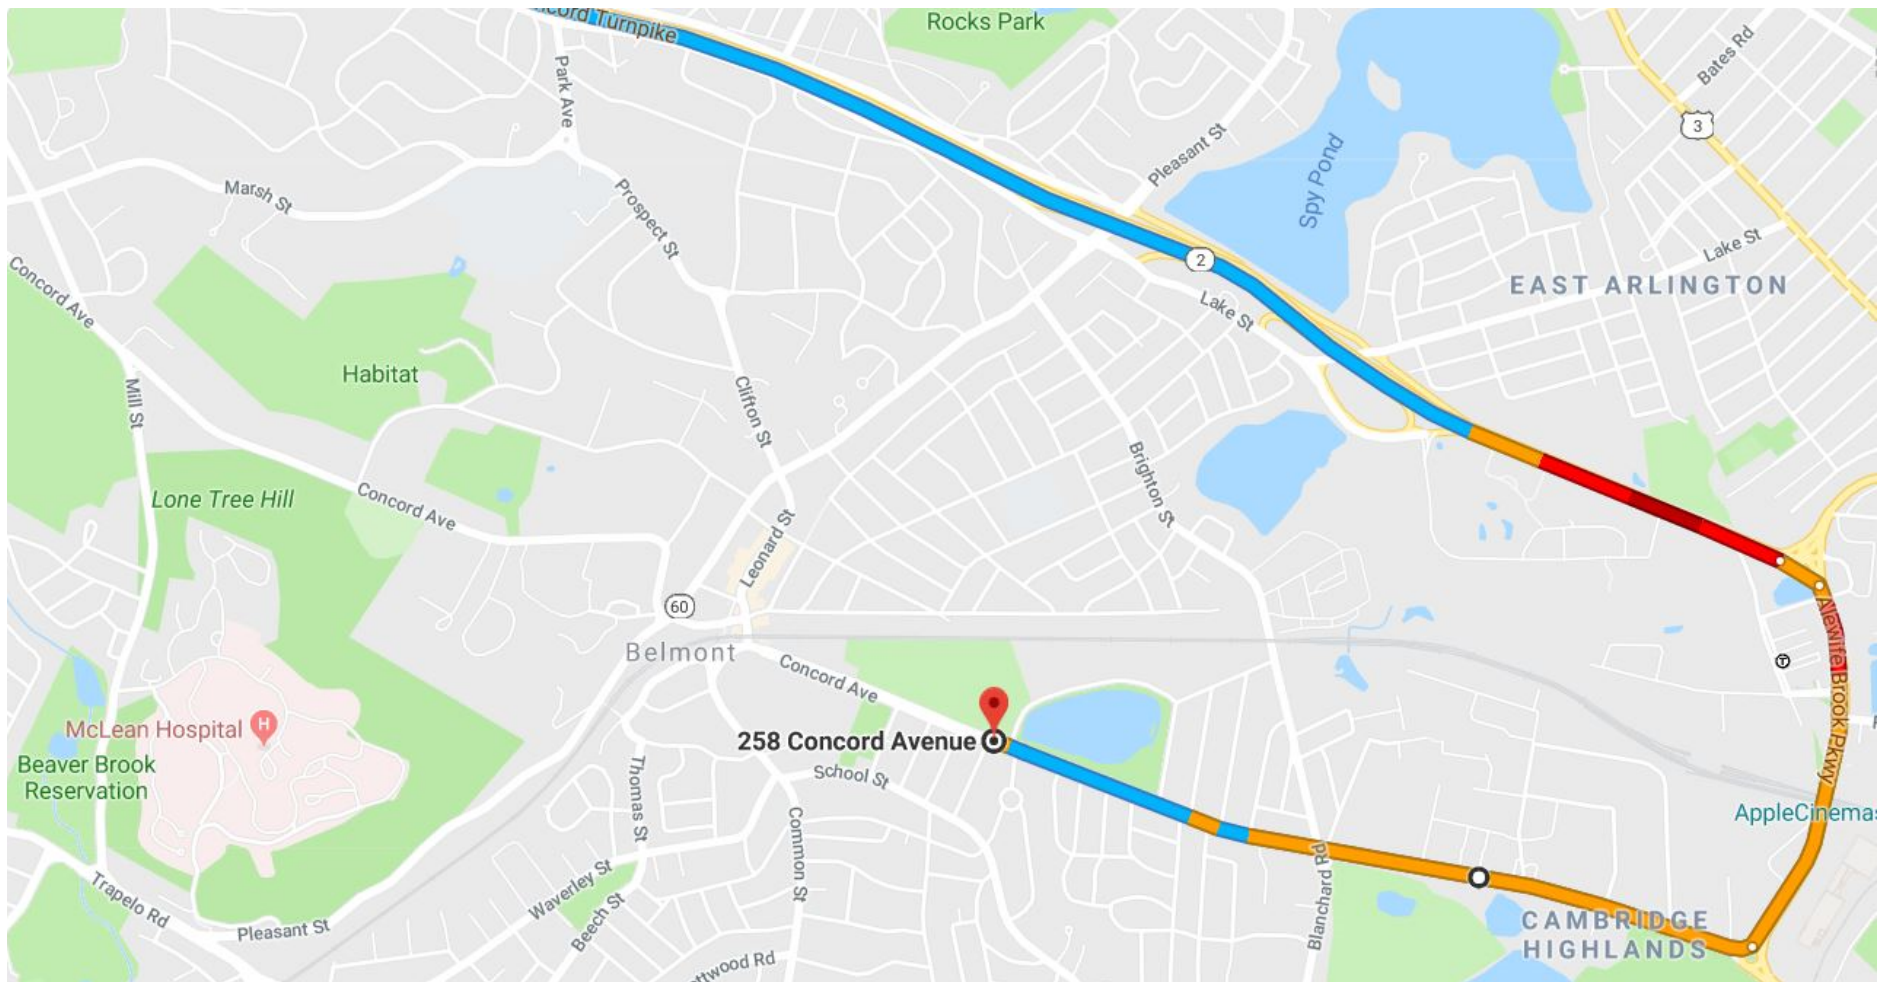 Rocks Park
Concord Turnpike
Park Ave
Bates Rd
3
Pleasant St
Spy Pond
Marsh St
Prospect St
Lake St
2
Concord Ave
EAST ARLINGTON
Lake St
Habitat
Mill St
Clifton St
Brighton St
Lone Tree Hill
Concord Ave
Leonard St
60
Belmont
Alewife Brook Pkwy
T
Concord Ave
McLean Hospital
H
258 Concord Avenue
Beaver Brook
Reservation
School St
Thomas St
Common St
AppleCinemas
Blanchard Rd
Waverley St
Trapelo Rd
Beech St
Pleasant St
CAMBRIDGE
HIGHLANDS
ttwood Rd